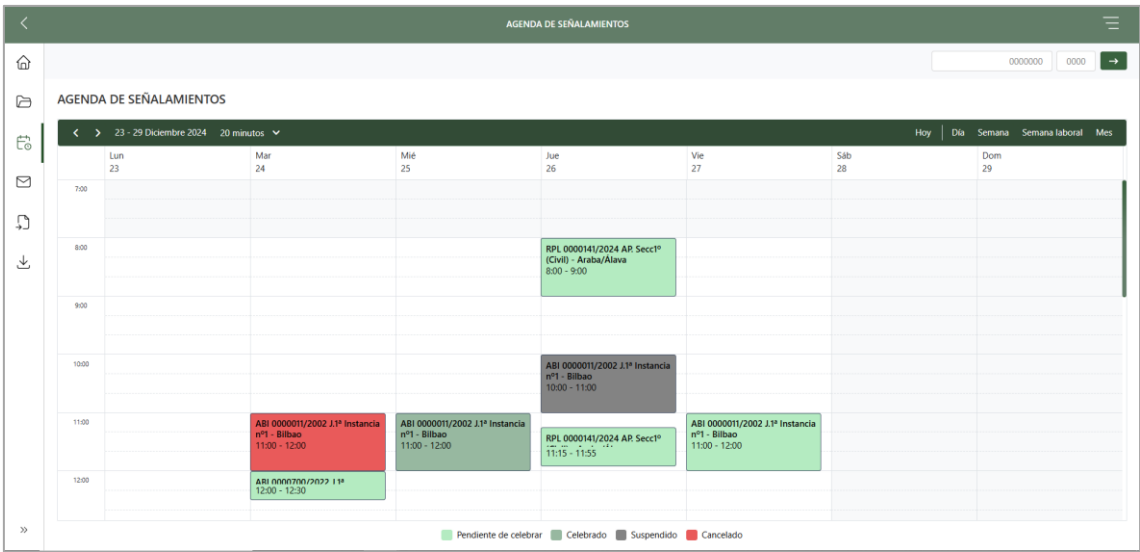 AGENDA DE SEÑALAMIENTOS
0000000 0000
AGENDA DE SEÑALAMIENTOS
23 - 29 Diciembre 2024 20 minutos Hoy Día Semana Semana laboral Mes
Lun Mar Mié Jue Vie Sáb Dom
23 24 25 26 27 28 29
7:00
8:00
RPL 0000141/2024 AP. Secc1º
(Civil) - Araba/Álava
8:00 - 9:00
9:00
10:00
ABI 0000011/2002 J.1ª Instancia
nº1 - Bilbao
10:00 - 11:00
11:00
ABI 0000011/2002 J.1ª Instancia
nº1 - Bilbao
11:00 - 12:00
ABI 0000011/2002 J.1ª Instancia
nº1 - Bilbao
11:00 - 12:00
RPL 0000141/2024 AP. Secc1º
11:15 - 11:55
ABI 0000011/2002 J.1ª Instancia
nº1 - Bilbao
11:00 - 12:00
12:00
ABI 0000700/2022 J.1ª
12:00 - 12:30
Pendiente de celebrar Celebrado Suspendido Cancelado